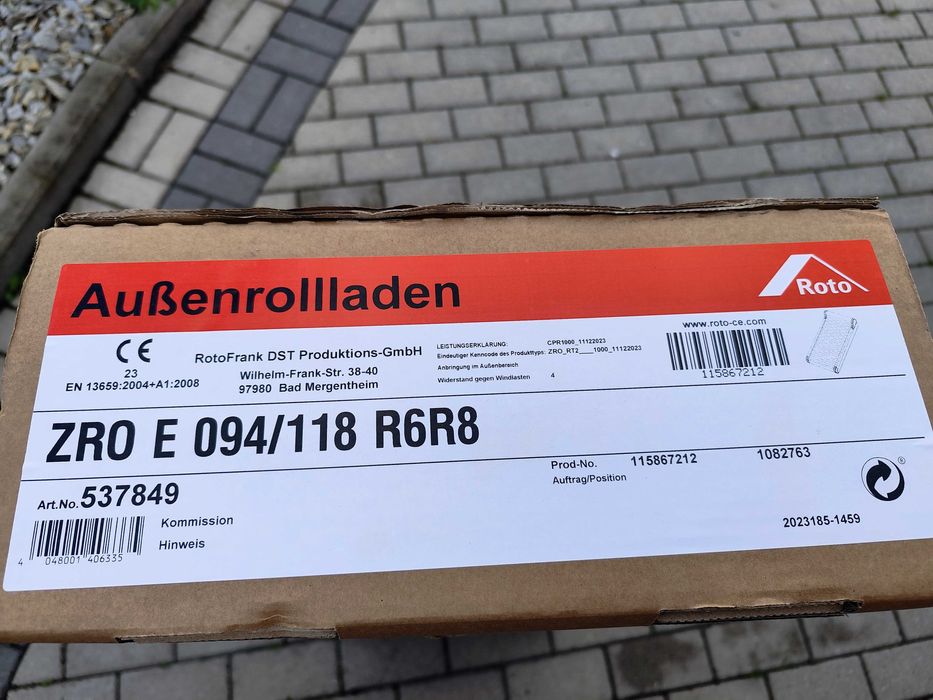 Außenrollladen
Roto
CE
23
EN 13659:2004+A1:2008
RotoFrank DST Produktions-GmbH
Wilhelm-Frank-Str. 38-40
97980 Bad Mergentheim
LEISTUNGSERKLARUNG: CPR1000_11122023
Eindeutiger Kenncode des Produkttyps: ZRO_RT2____1000_11122023
Anbringung im Außenbereich
Widerstand gegen Windlasten 4
www.roto-ce.com
115867212
ZRO E 094/118 R6R8
Art.No. 537849
Prod-No. 115867212 1082763
Auftrag/Position
4 048001 406335
Kommission
Hinweis
2023185-1459
®